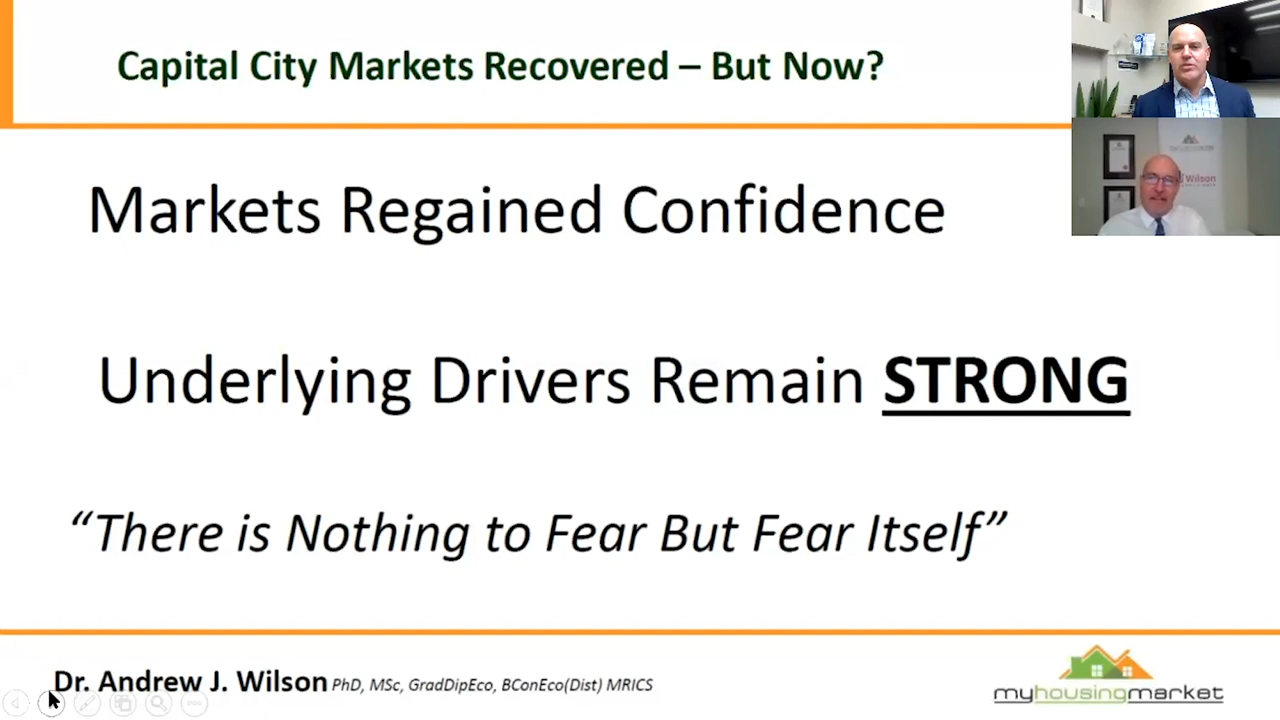 Capital City Markets Recovered – But Now?
Markets Regained Confidence
Underlying Drivers Remain STRONG
“There is Nothing to Fear But Fear Itself”
Dr. Andrew J. Wilson PhD, MSc, GradDipEco, BConEco(Dist) MRICS
myhousingmarket
Wilson